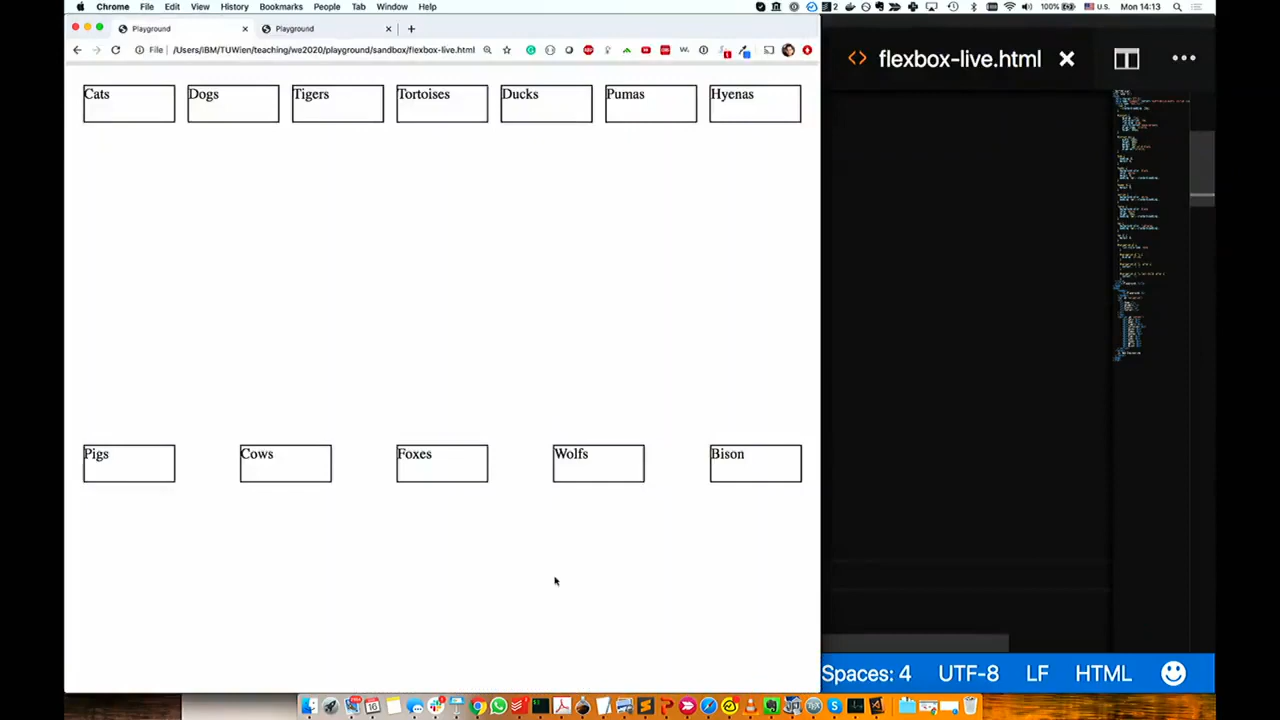 Chrome File Edit View History Bookmarks People Tab Window Help 2 100% U.S. Mon 14:13
Playground Playground
File /Users/IBM/TUWien/teaching/we2020/playground/sandbox/flexbox-live.html
flexbox-live.html
Cats Dogs Tigers Tortoises Ducks Pumas Hyenas
Pigs Cows Foxes Wolfs Bison
Spaces: 4 UTF-8 LF HTML